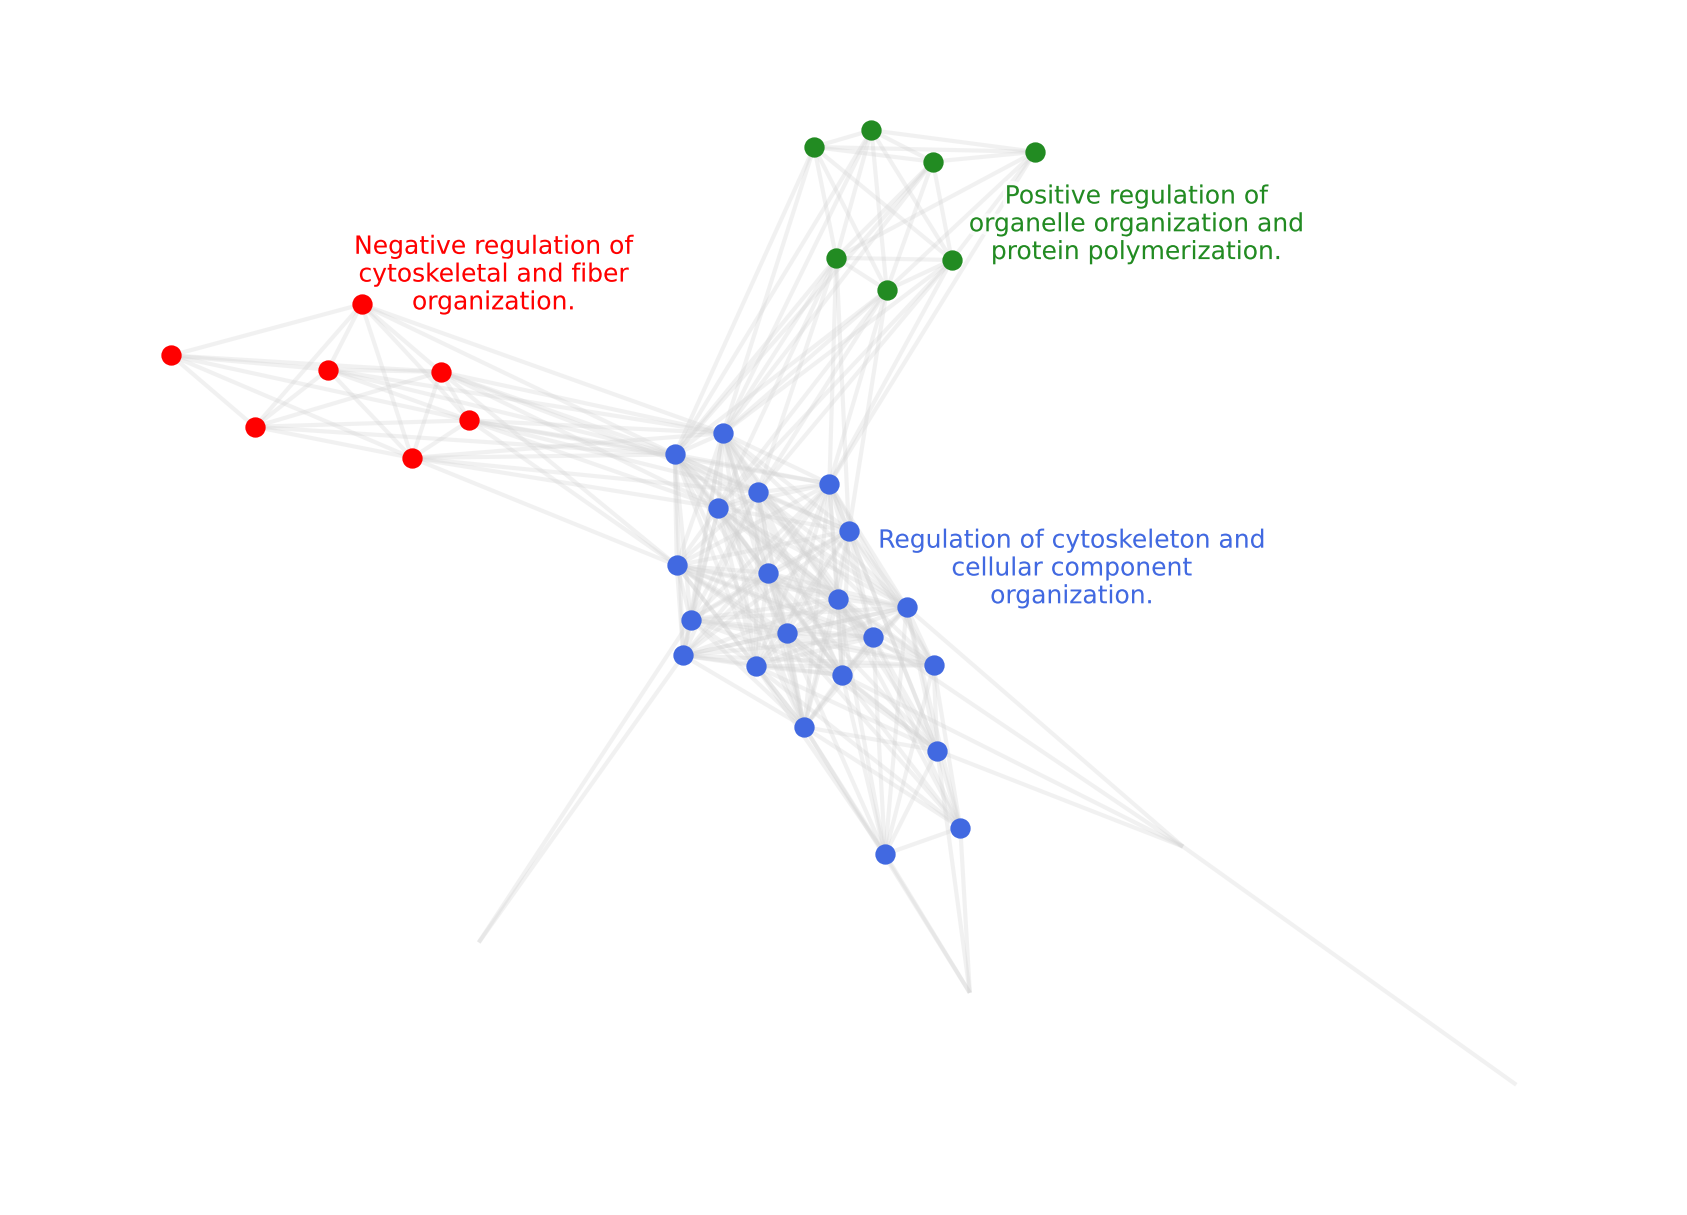 Positive regulation of
organelle organization and
protein polymerization.
Negative regulation of
cytoskeletal and fiber
organization.
Regulation of cytoskeleton and
cellular component
organization.